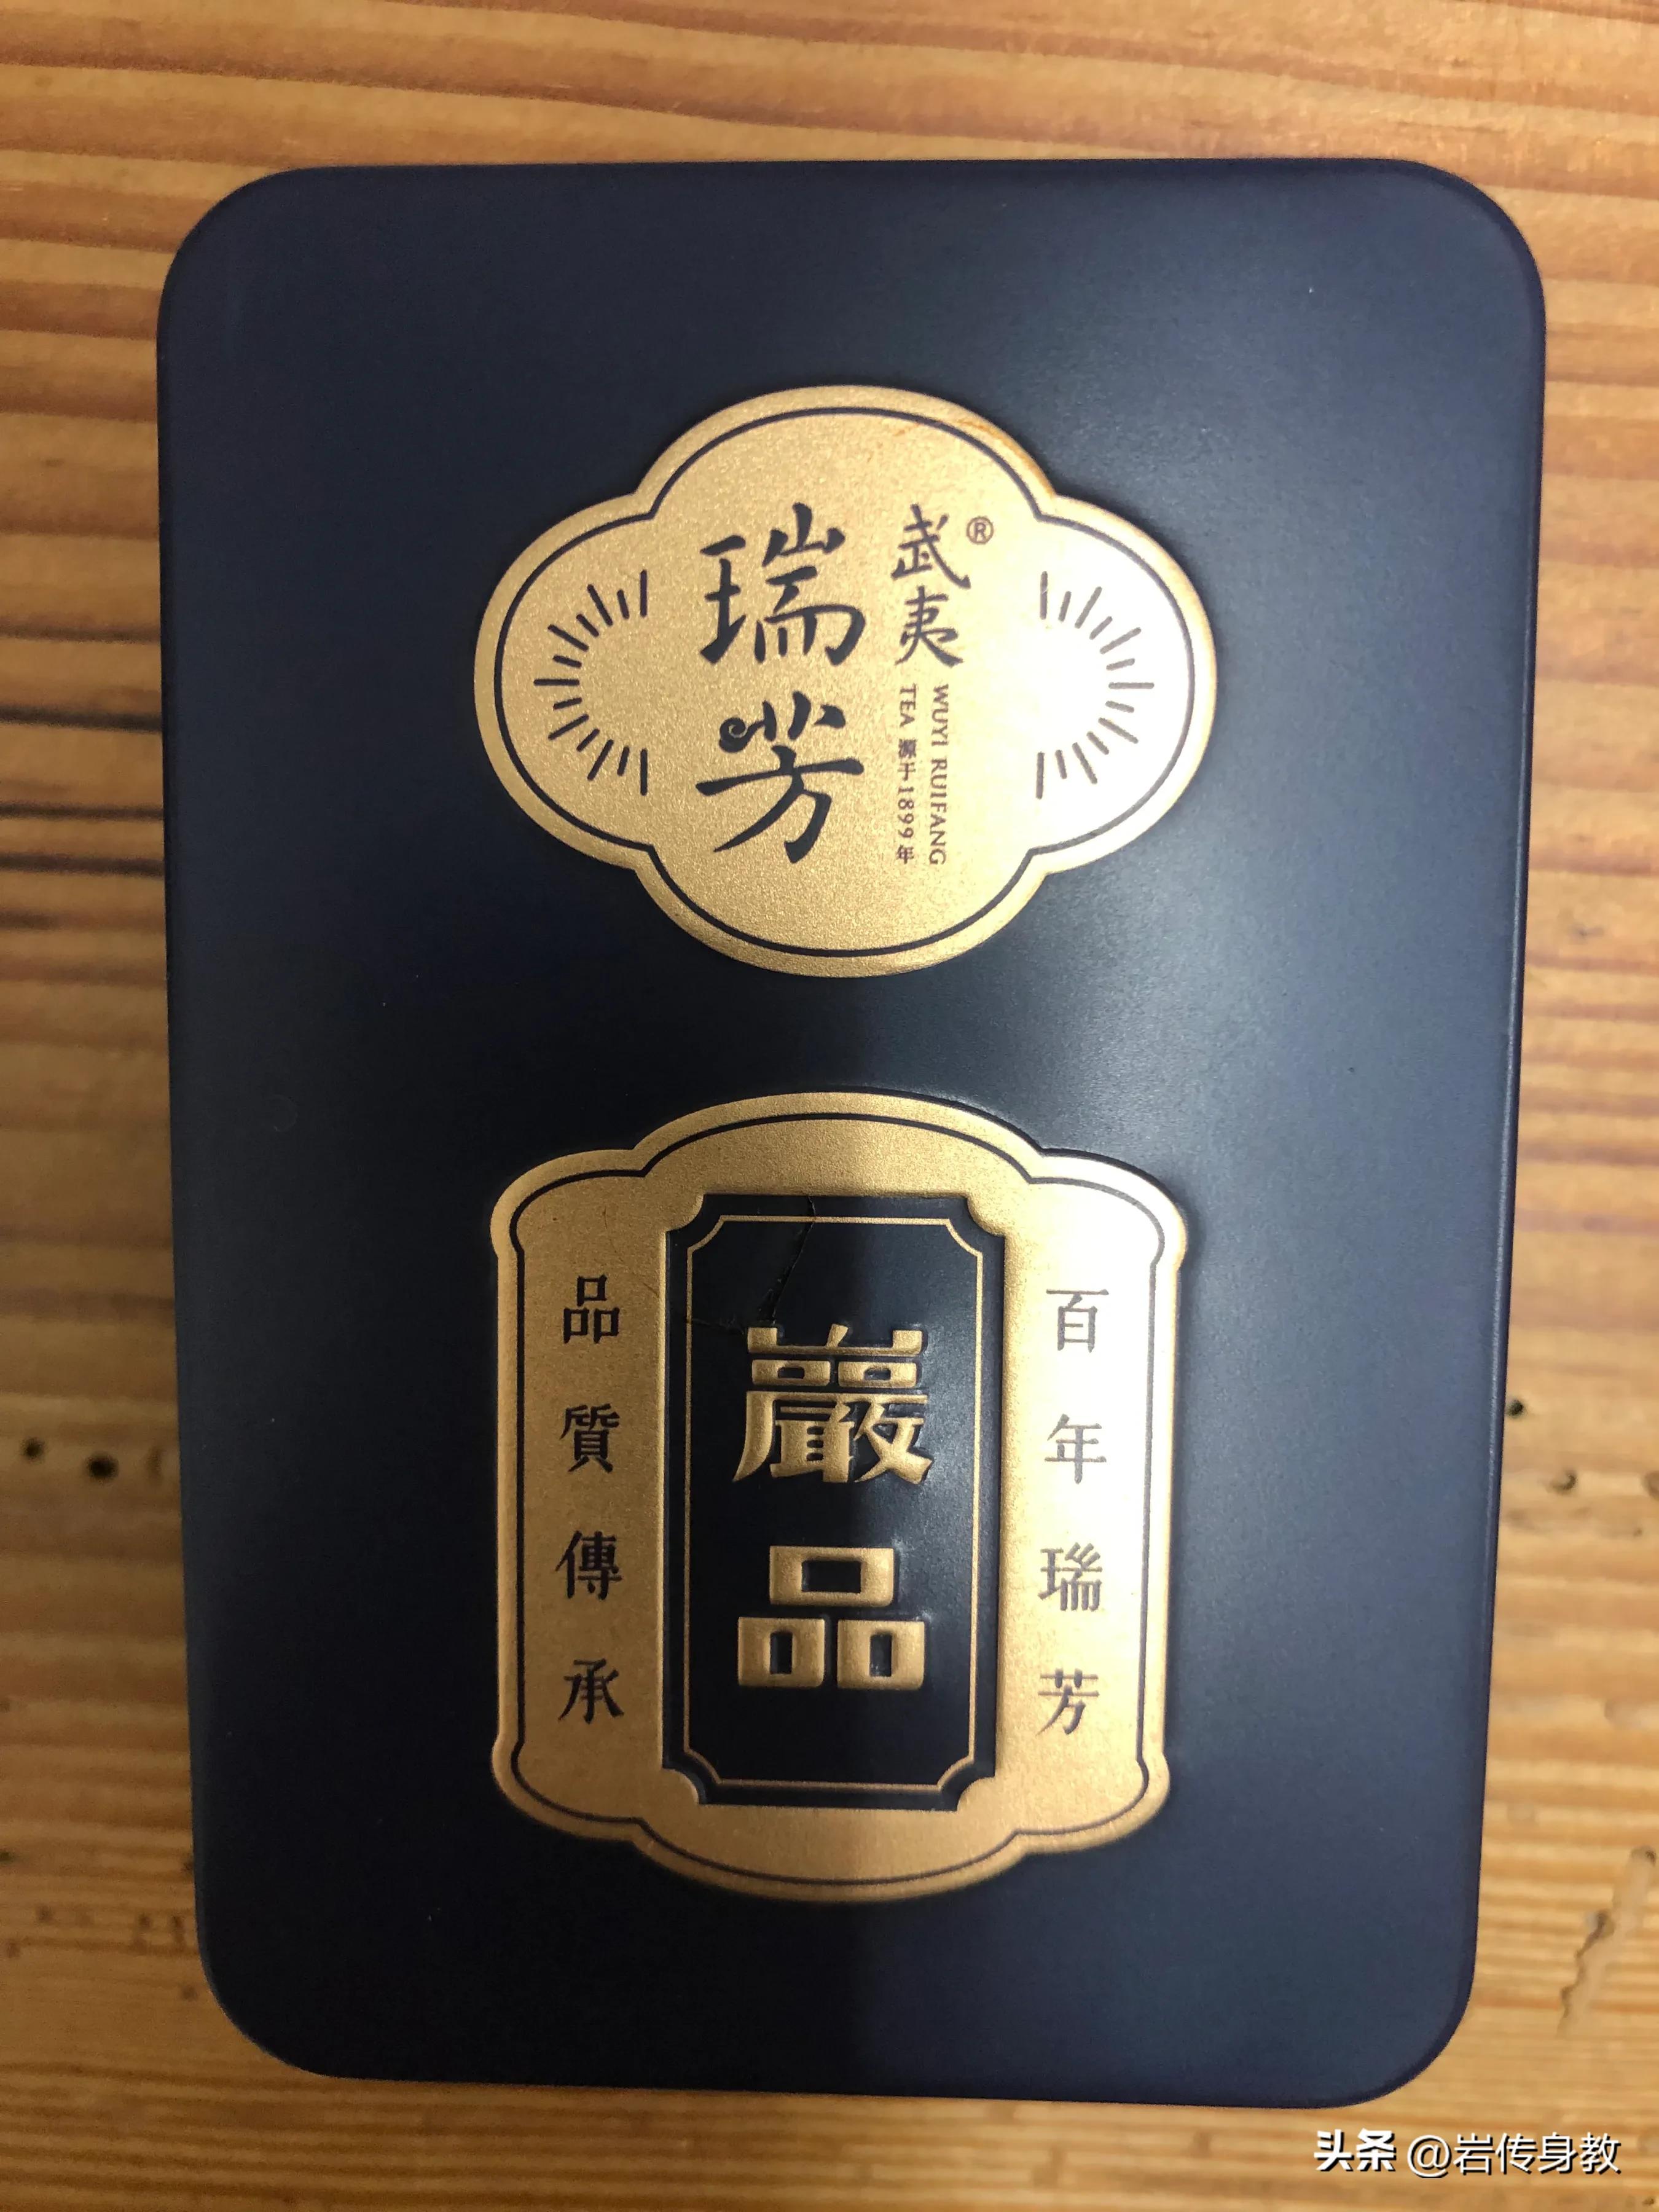 武夷®
瑞芳
WUYI RUIFANG
TEA 源于1899年
百年瑞芳
巖品
品質傳承
头条 @岩传身教